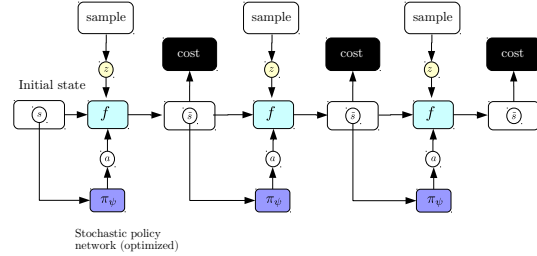 sample
sample
sample
cost
cost
cost
z
z
z
Initial state
s
f
s̄
f
s̄
f
s̄
a
a
a
πψ
πψ
πψ
Stochastic policy
network (optimized)